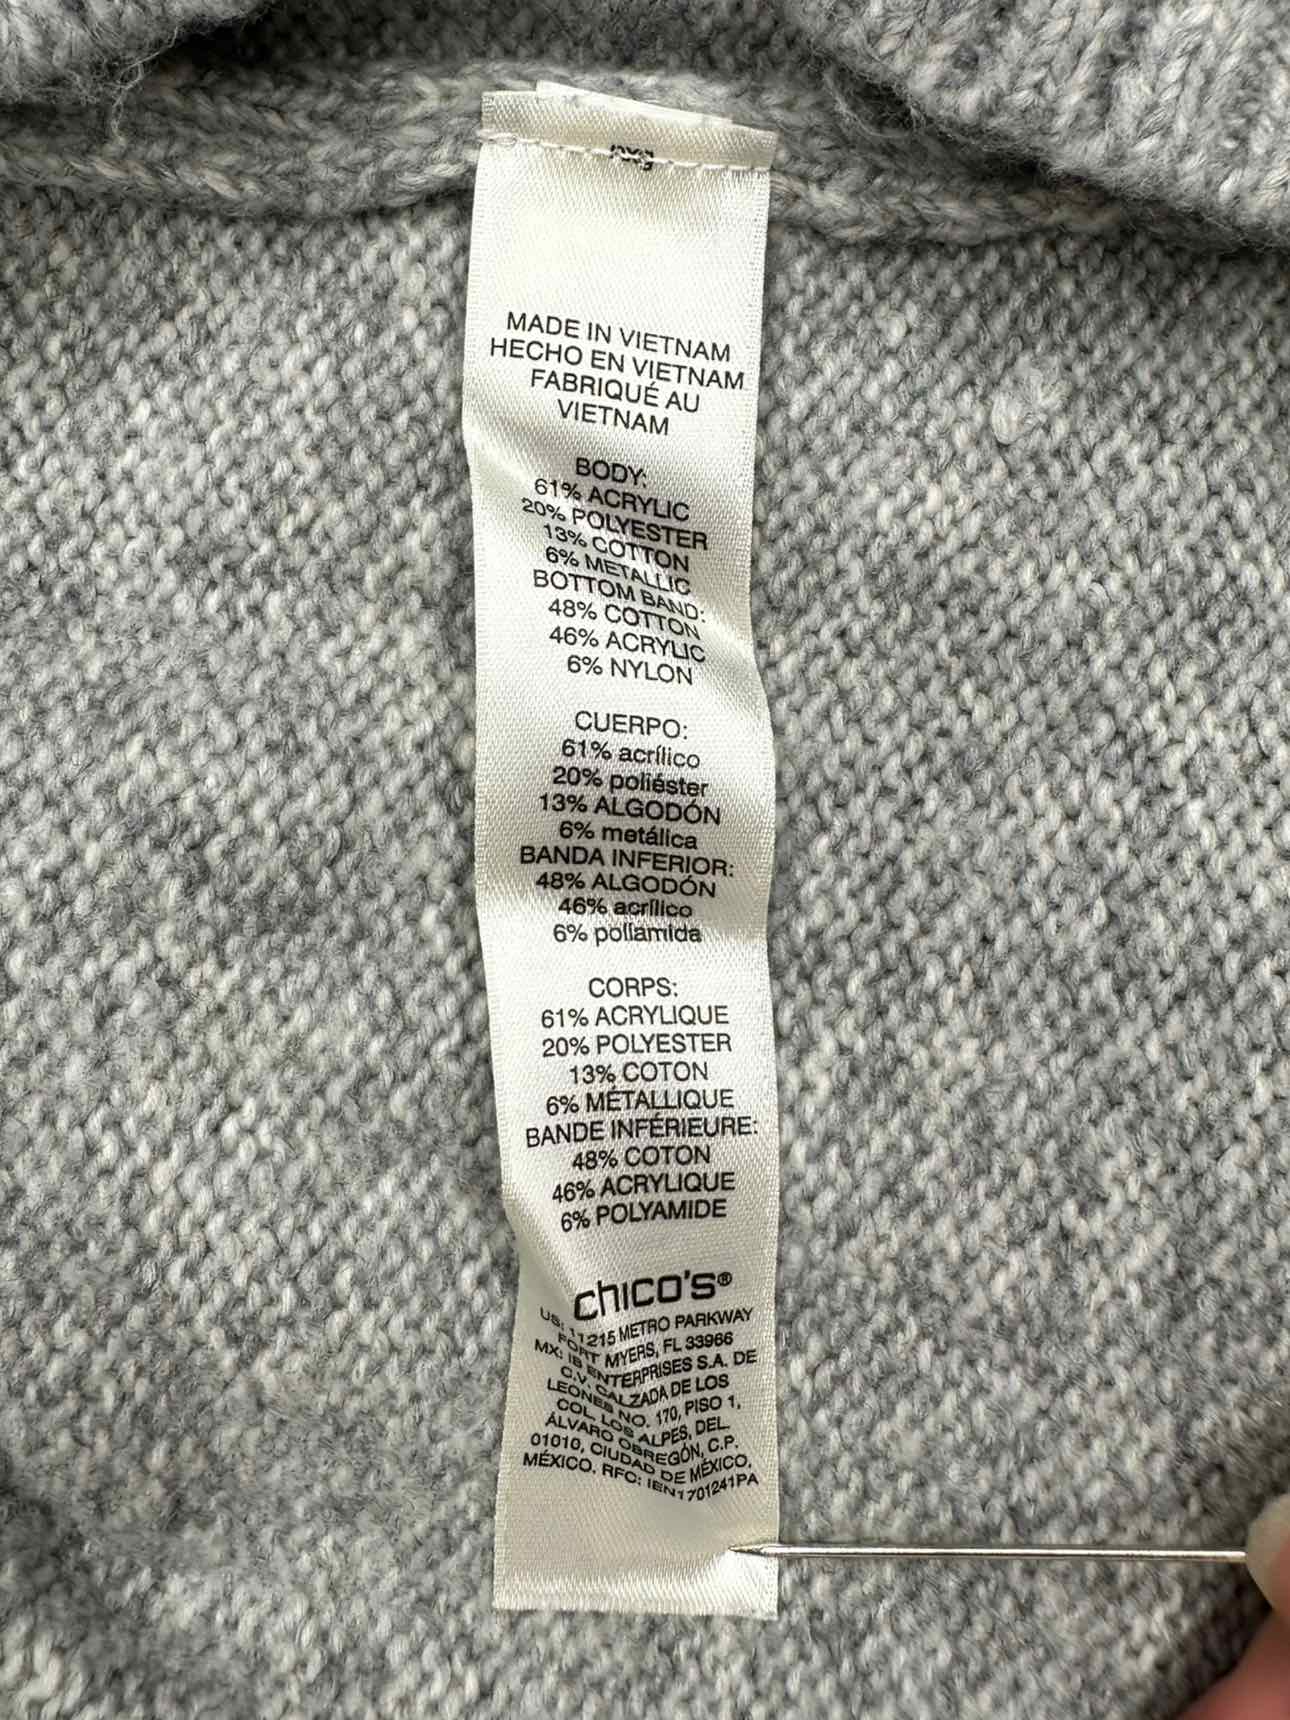 MADE IN VIETNAM
HECHO EN VIETNAM
FABRIQUÉ AU
VIETNAM
BODY:
61% ACRYLIC
20% POLYESTER
13% COTTON
6% METALLIC
BOTTOM BAND:
48% COTTON
46% ACRYLIC
6% NYLON
CUERPO:
61% acrílico
20% poliéster
13% ALGODÓN
6% metálica
BANDA INFERIOR:
48% ALGODÓN
46% acrílico
6% poliamida
CORPS:
61% ACRYLIQUE
20% POLYESTER
13% COTON
6% MÉTALLIQUE
BANDE INFÉRIEURE:
48% COTON
46% ACRYLIQUE
6% POLYAMIDE
chico's®
US: 11215 METRO PARKWAY
FORT MYERS, FL 33966
MX: IB ENTERPRISES S.A. DE
C.V. CALZADA DE LOS
LEONES NO. 170, PISO 1,
COL. LOS ALPES, DEL.
ÁLVARO OBREGÓN, C.P.
01010, CIUDAD DE MÉXICO,
MÉXICO. RFC: IEN1701241PA